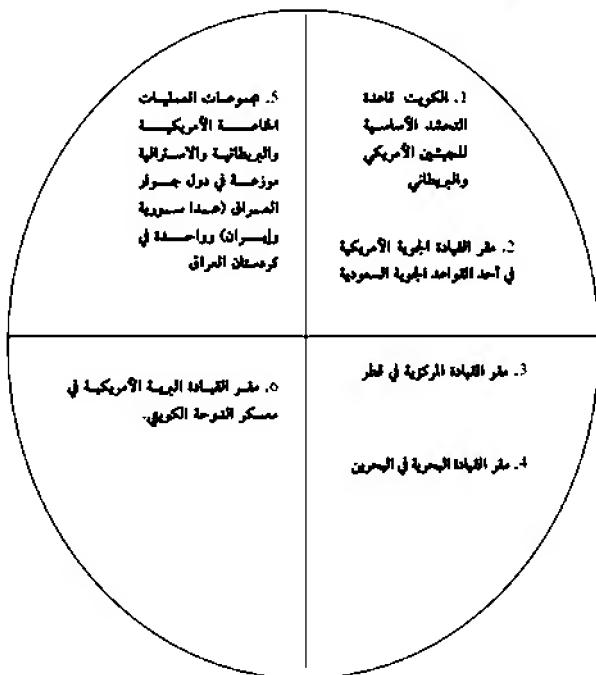 1. الكويت قاعدة
التحشد الأساسية
للجيشين الأمريكي
والبريطاني
2. مقر القيادة الجوية الأمريكية
في أحد القواعد الجوية السعودية
3. مقر القيادة المركزية في قطر
4. مقر القيادة البحرية في البحرين
5. مجموعات العمليات
الخاصة الأمريكية
والبريطانية والاسترالية
موزعة في دول جوار
العراق (عدا سورية
وإيران) وواحدة في
كردستان العراق
6. مقر القيادة البرية الأمريكية في
معسكر الدوحة الكويتي.